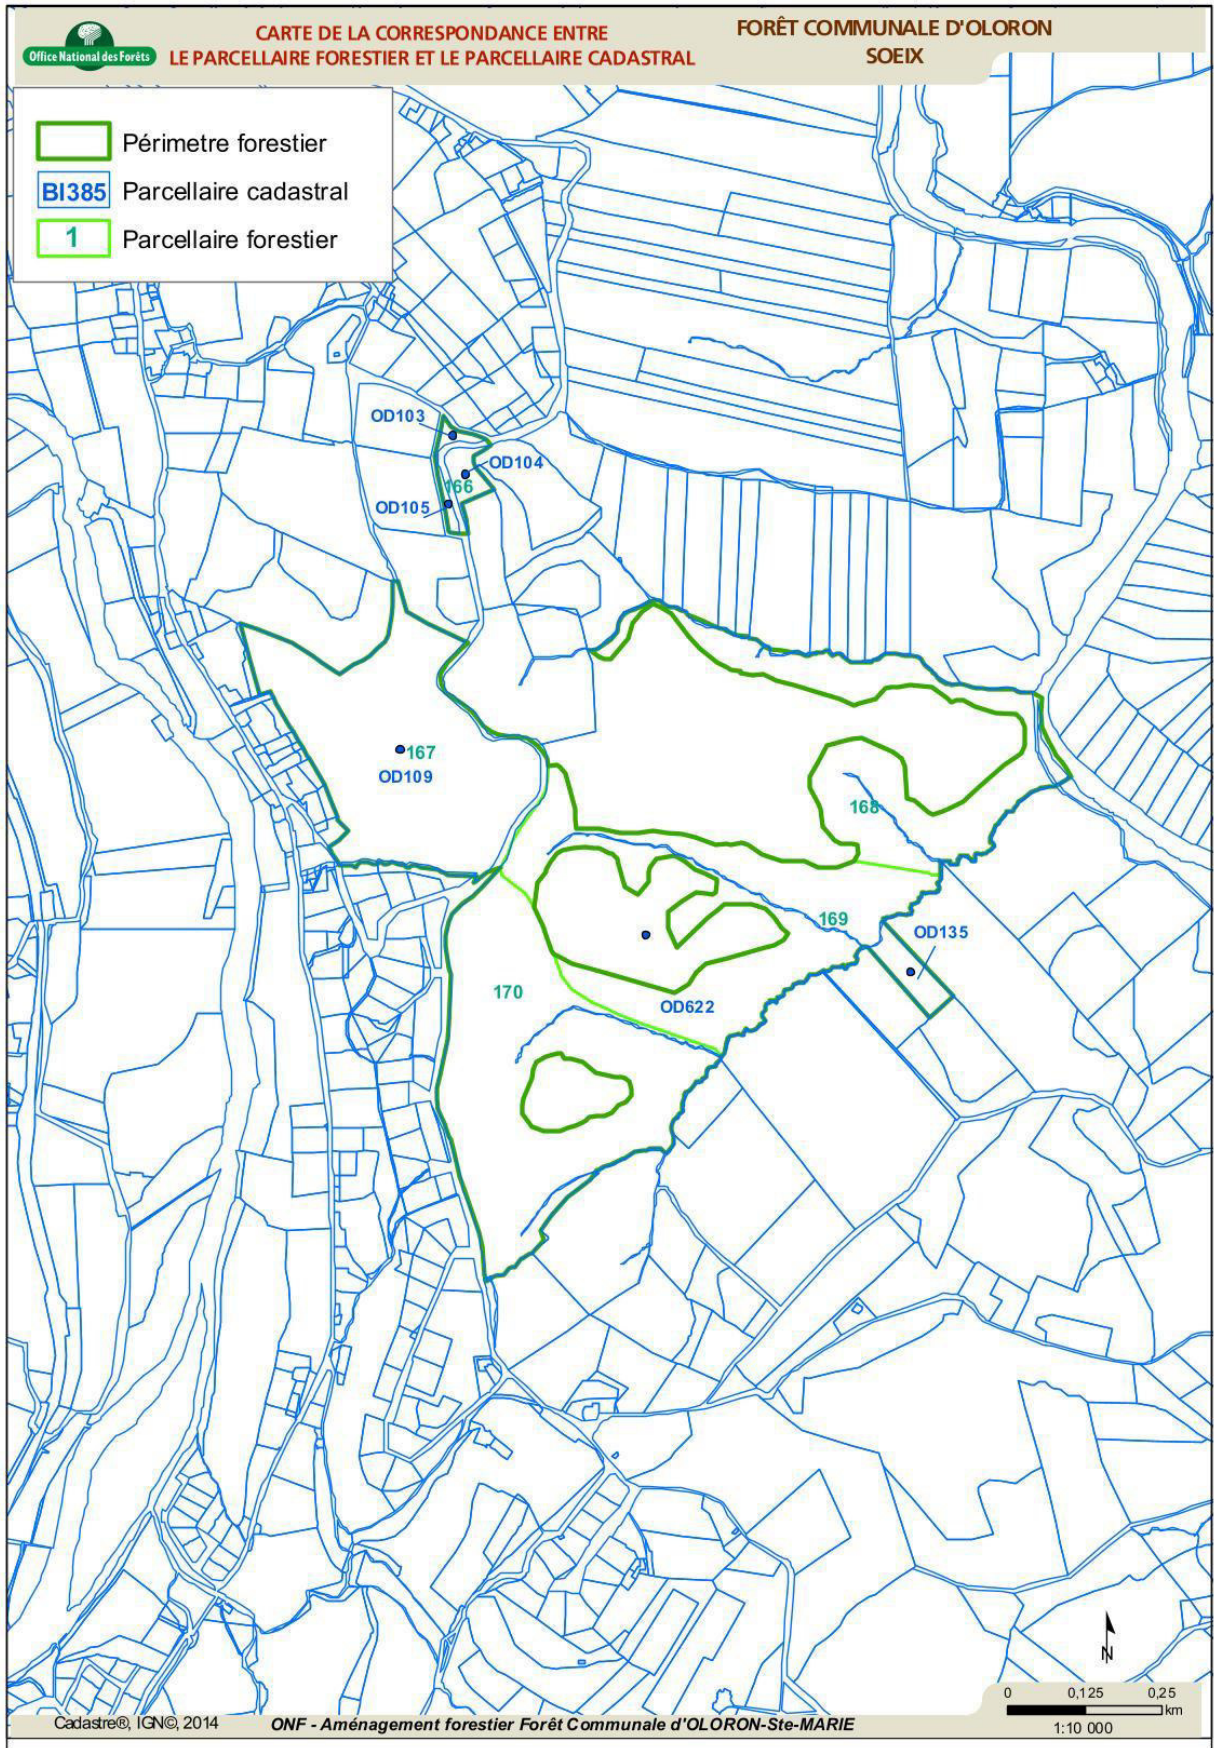 Office National des Forêts
CARTE DE LA CORRESPONDANCE ENTRE
LE PARCELLAIRE FORESTIER ET LE PARCELLAIRE CADASTRAL
FORÊT COMMUNALE D'OLORON
SOEIX
Périmetre forestier
BI385 Parcellaire cadastral
1 Parcellaire forestier
OD103
OD104
166
OD105
167
OD109
168
169
OD135
170
OD622
N
0 0,125 0,25
km
1:10 000
Cadastre®, IGN©, 2014
ONF - Aménagement forestier Forêt Communale d'OLORON-Ste-MARIE